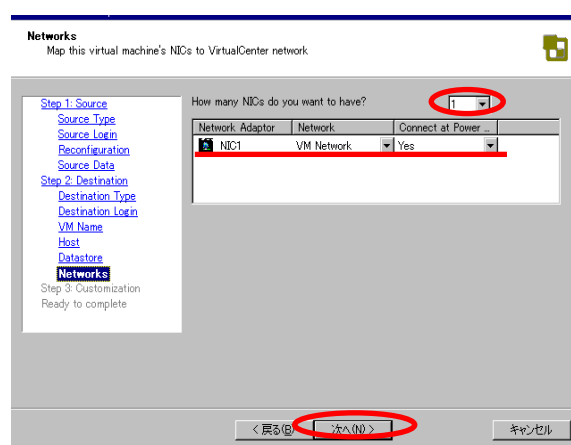 Networks
Map this virtual machine's NICs to VirtualCenter network
Step 1: Source
Source Type
Source Login
Reconfiguration
Source Data
Step 2: Destination
Destination Type
Destination Login
VM Name
Host
Datastore
Networks
Step 3: Customization
Ready to complete
How many NICs do you want to have? 1
Network Adaptor Network Connect at Power ...
NIC1 VM Network Yes
< 戻る(B) 次へ(N) > キャンセル